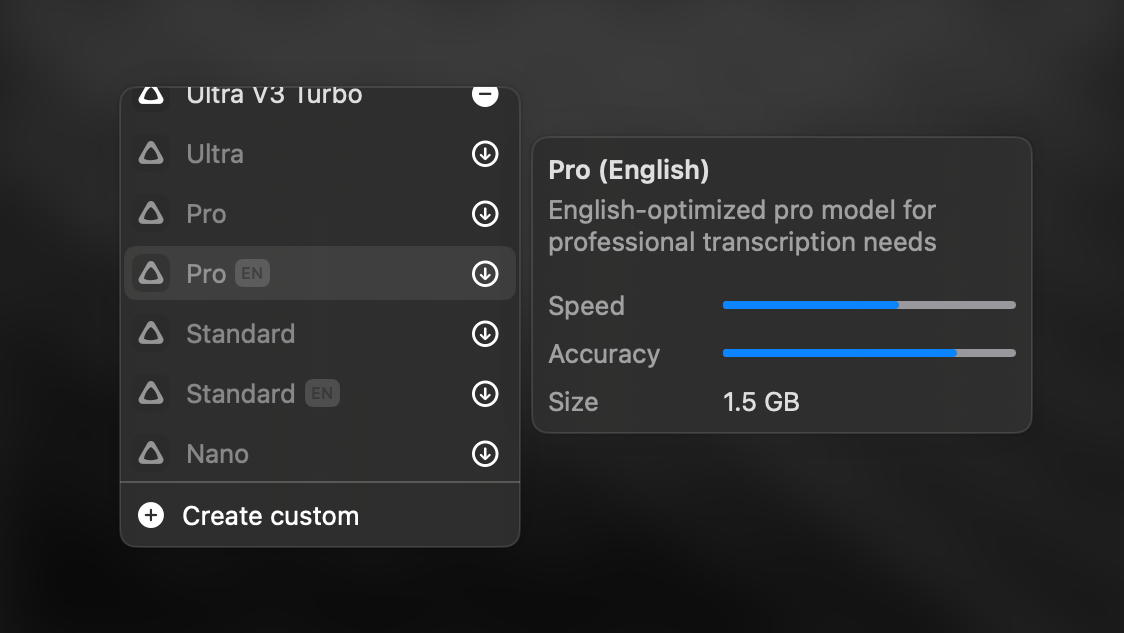 Ultra V3 Turbo
Ultra
Pro
Pro EN
Standard
Standard EN
Nano
Create custom
Pro (English)
English-optimized pro model for
professional transcription needs
Speed
Accuracy
Size 1.5 GB